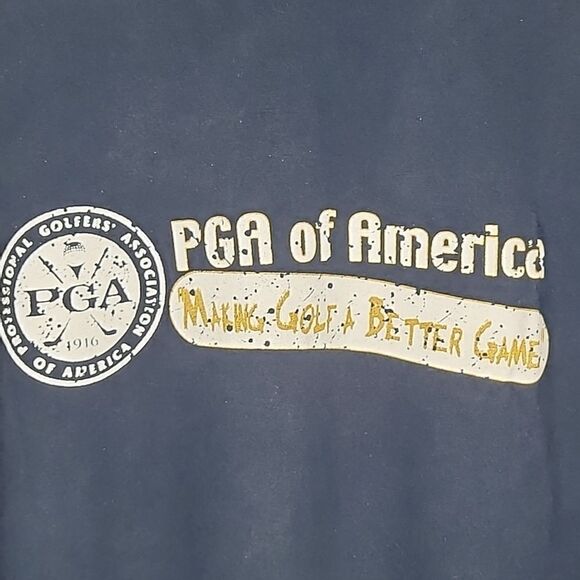 PROFESSIONAL GOLFERS' ASSOCIATION OF AMERICA
PGA
1916
PGA of America
MAKING GOLF A BETTER GAME